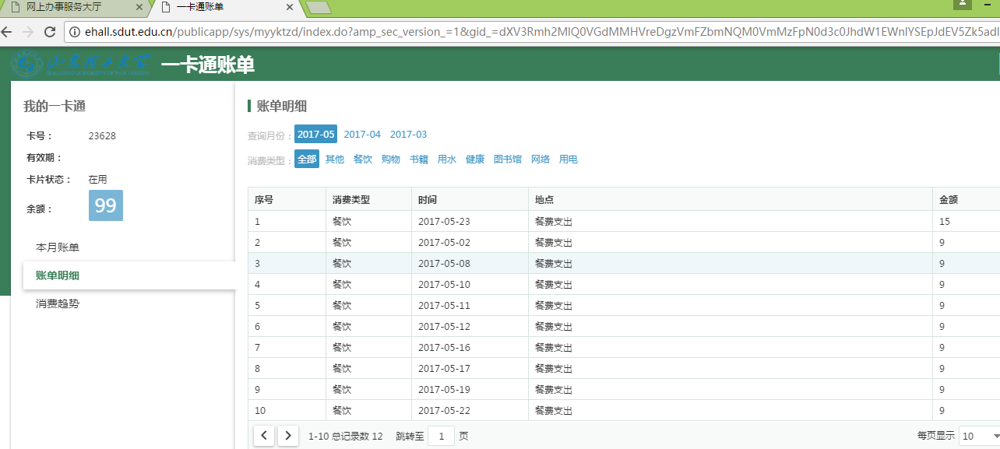 网上办事服务大厅 一卡通账单
ehall.sdut.edu.cn/publicapp/sys/myyktzd/index.do?amp_sec_version_=1&gid_=dXV3Rmh2MlQ0VGdMMHVreDgzVmFZbmNQM0VmMzFpN0d3c0JhdW1EWnlYSEpJdEV5Zk5adl
山东理工大学 一卡通账单
我的一卡通
卡号： 23628
有效期：
卡片状态： 在用
余额： 99
本月账单
账单明细
消费趋势
账单明细
查询月份： 2017-05 2017-04 2017-03
消费类型： 全部 其他 餐饮 购物 书籍 用水 健康 图书馆 网络 用电
序号 消费类型 时间 地点 金额
1 餐饮 2017-05-23 餐费支出 15
2 餐饮 2017-05-02 餐费支出 9
3 餐饮 2017-05-08 餐费支出 9
4 餐饮 2017-05-10 餐费支出 9
5 餐饮 2017-05-11 餐费支出 9
6 餐饮 2017-05-12 餐费支出 9
7 餐饮 2017-05-16 餐费支出 9
8 餐饮 2017-05-17 餐费支出 9
9 餐饮 2017-05-19 餐费支出 9
10 餐饮 2017-05-22 餐费支出 9
1-10 总记录数 12 跳转至 1 页 每页显示 10